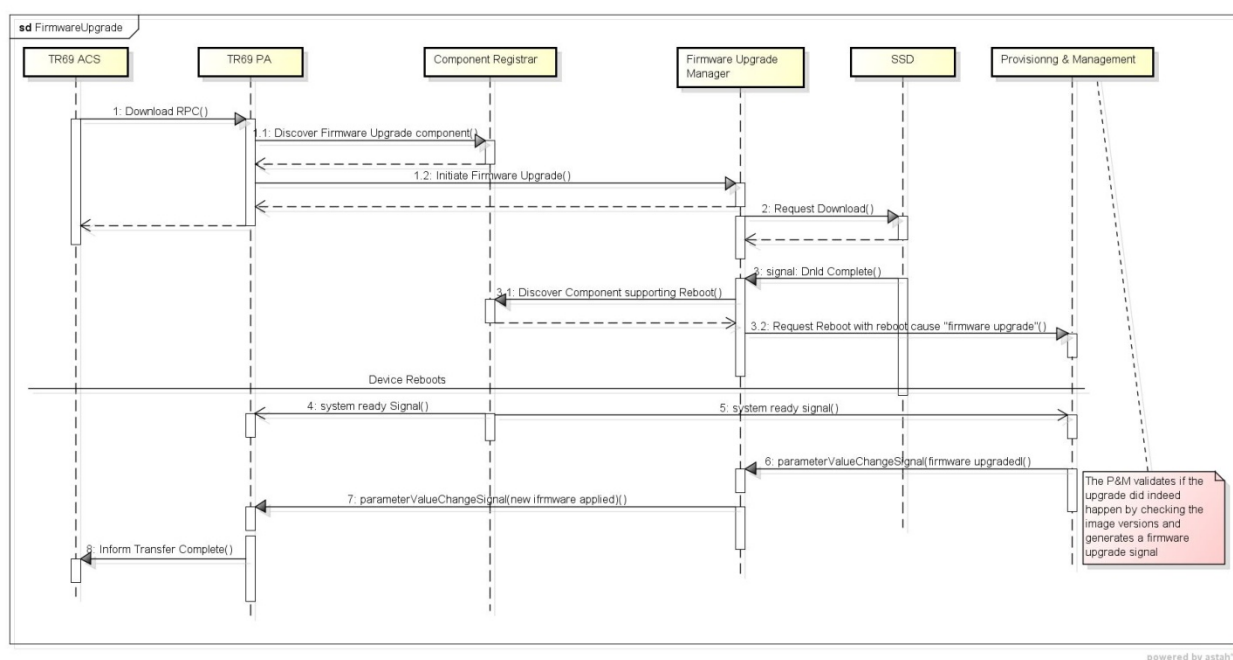 sd FirmwareUpgrade
TR69 ACS
TR69 PA
Component Registrar
Firmware Upgrade
Manager
SSD
Provisionng & Management
1: Download RPC()
1.1: Discover Firmware Upgrade component()
1.2: Initiate Firmware Upgrade()
2: Request Download()
3: signal: Dnld Complete()
3.1: Discover Component supporting Reboot()
3.2: Request Reboot with reboot cause "firmware upgrade"()
Device Reboots
4: system ready Signal()
5: system ready signal()
6: parameterValueChangeSignal(firmware upgradedl()
7: parameterValueChangeSignal(new ifrmware applied)()
8: Inform Transfer Complete()
The P&M validates if the
upgrade did indeed
happen by checking the
image versions and
generates a firmware
upgrade signal
powered by astah*